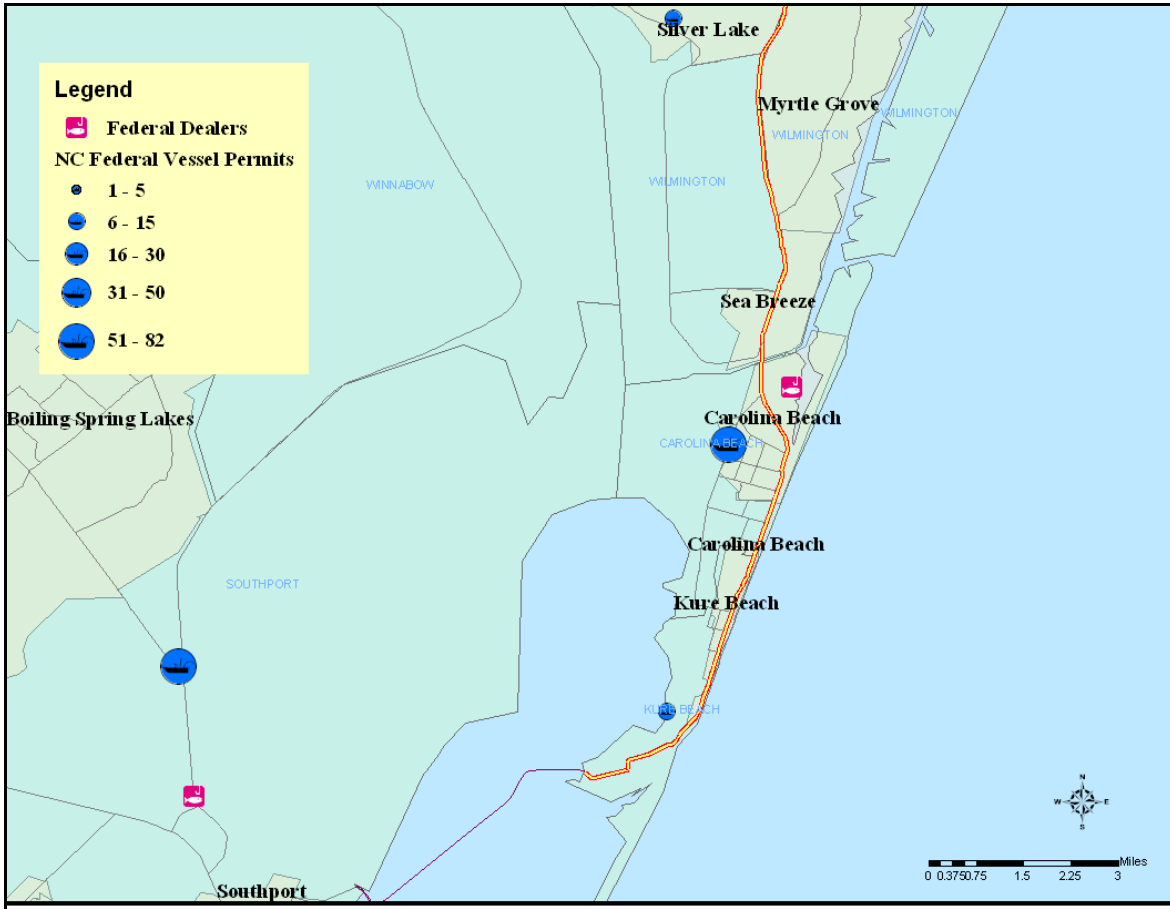 Silver Lake
Legend
Federal Dealers
NC Federal Vessel Permits
1 - 5
6 - 15
16 - 30
31 - 50
51 - 82
Myrtle Grove
WILMINGTON
WILMINGTON
WINNABOW
WILMINGTON
Sea Breeze
Boiling Spring Lakes
Carolina Beach
CAROLINA BEACH
Carolina Beach
SOUTHPORT
Kure Beach
KURE BEACH
N
W E
S
Miles
0 0.375 0.75 1.5 2.25 3
Southport